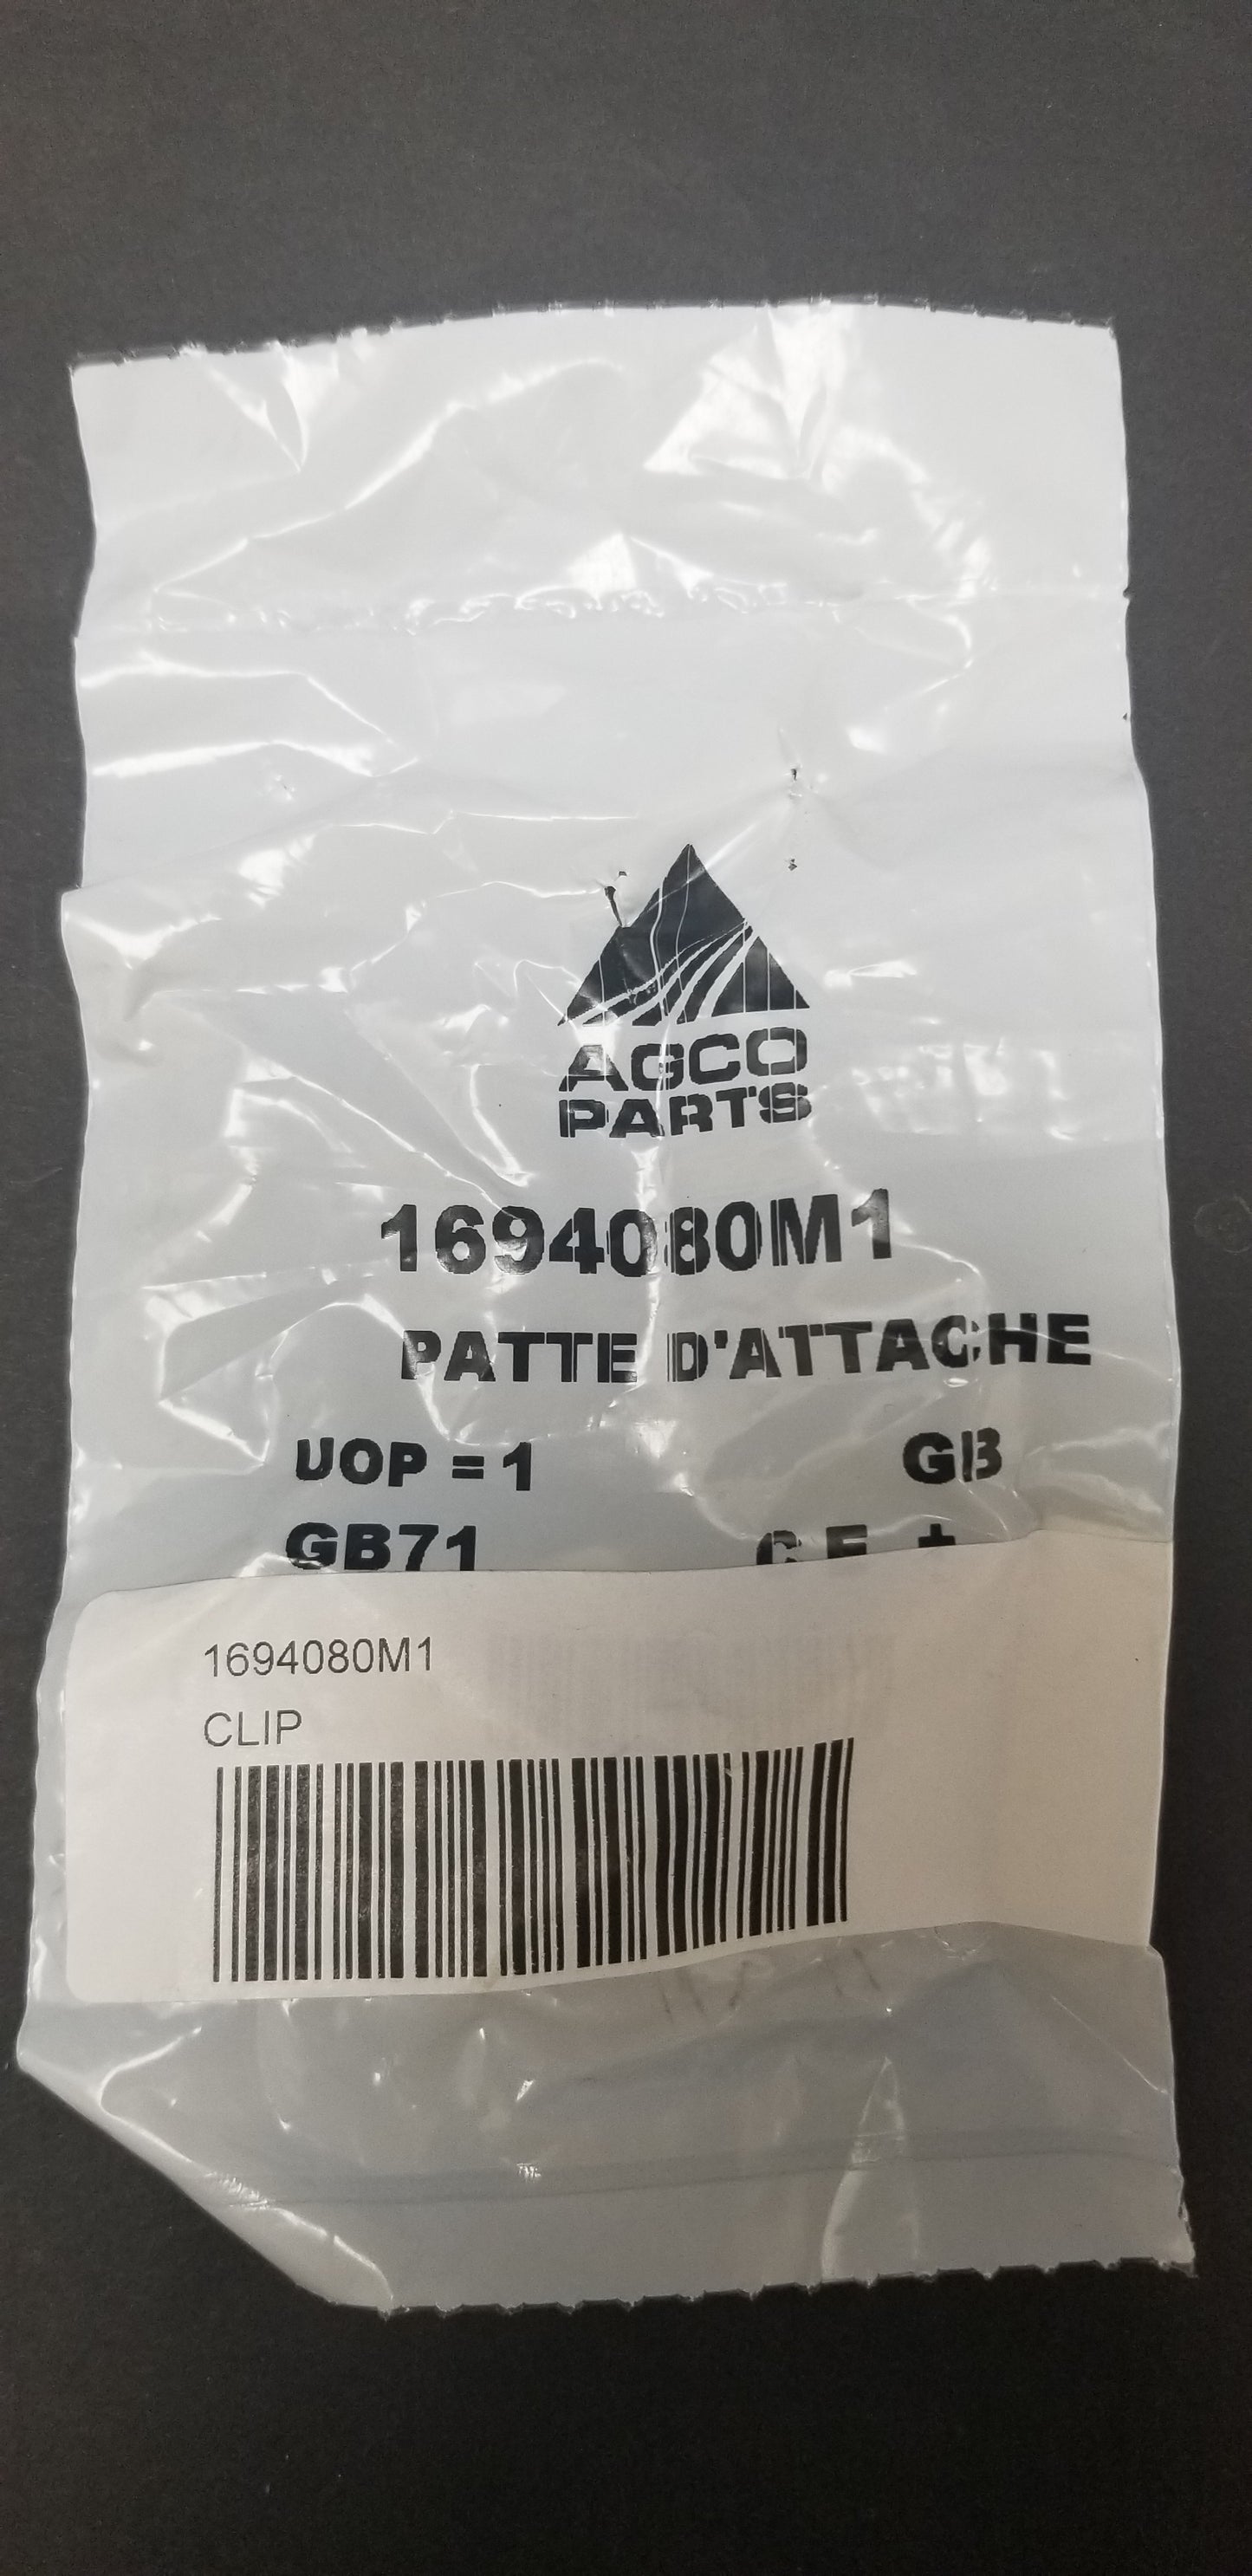 AGCO
PARTS
1694080M1
PATTE D'ATTACHE
UOP = 1 GB
GB71
1694080M1
CLIP